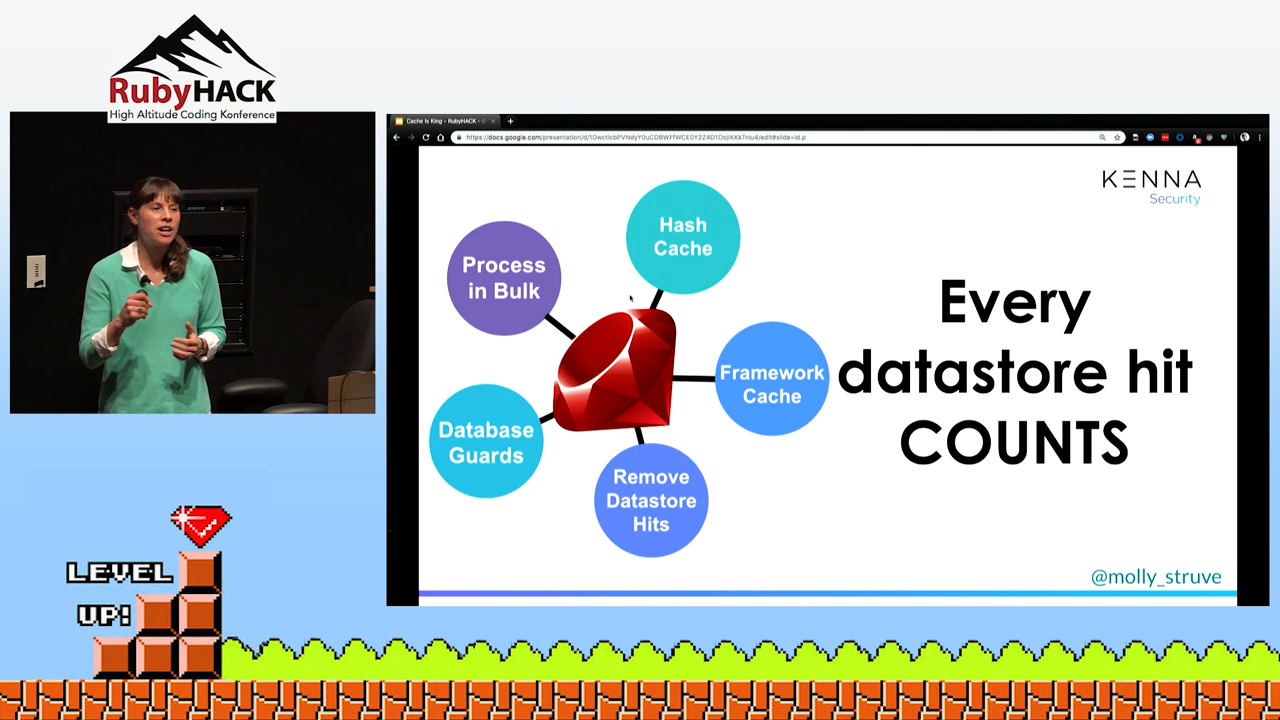 RubyHACK
High Altitude Coding Konference
Cache Is King - RubyHACK - G
KENNA
Security
Hash
Cache
Process
in Bulk
Framework
Cache
Database
Guards
Remove
Datastore
Hits
Every
datastore hit
COUNTS
@molly_struve
LEVEL
UP!